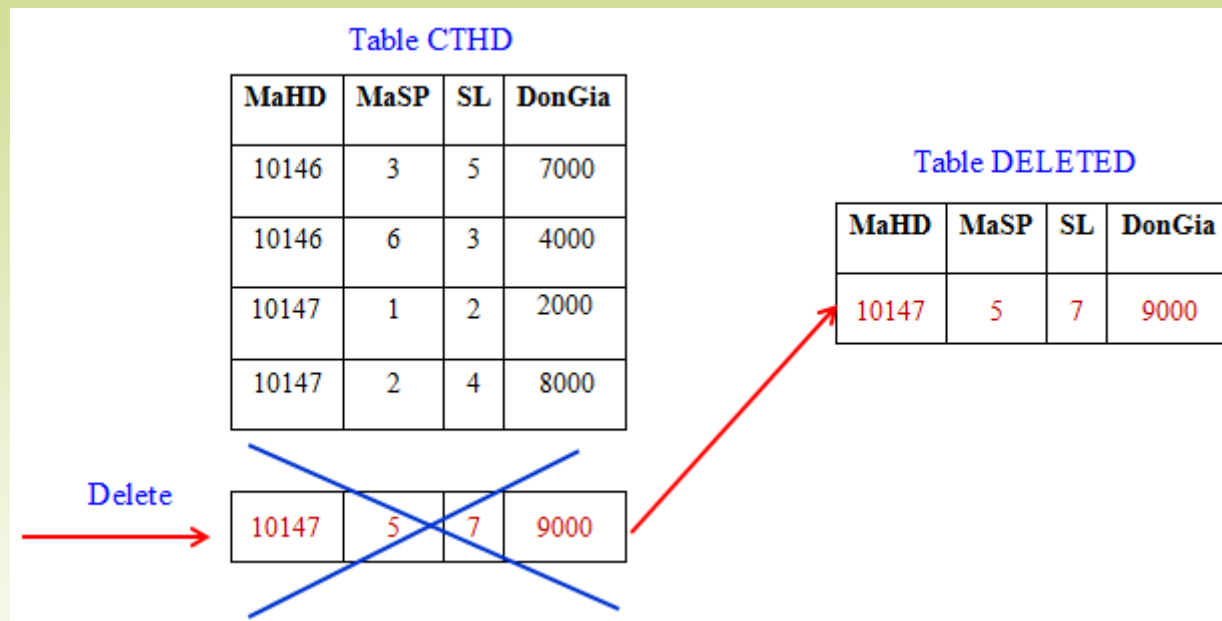 Table CTHD
MaHD MaSP SL DonGia
10146 3 5 7000
10146 6 3 4000
10147 1 2 2000
10147 2 4 8000
Delete
10147 5 7 9000
Table DELETED
MaHD MaSP SL DonGia
10147 5 7 9000